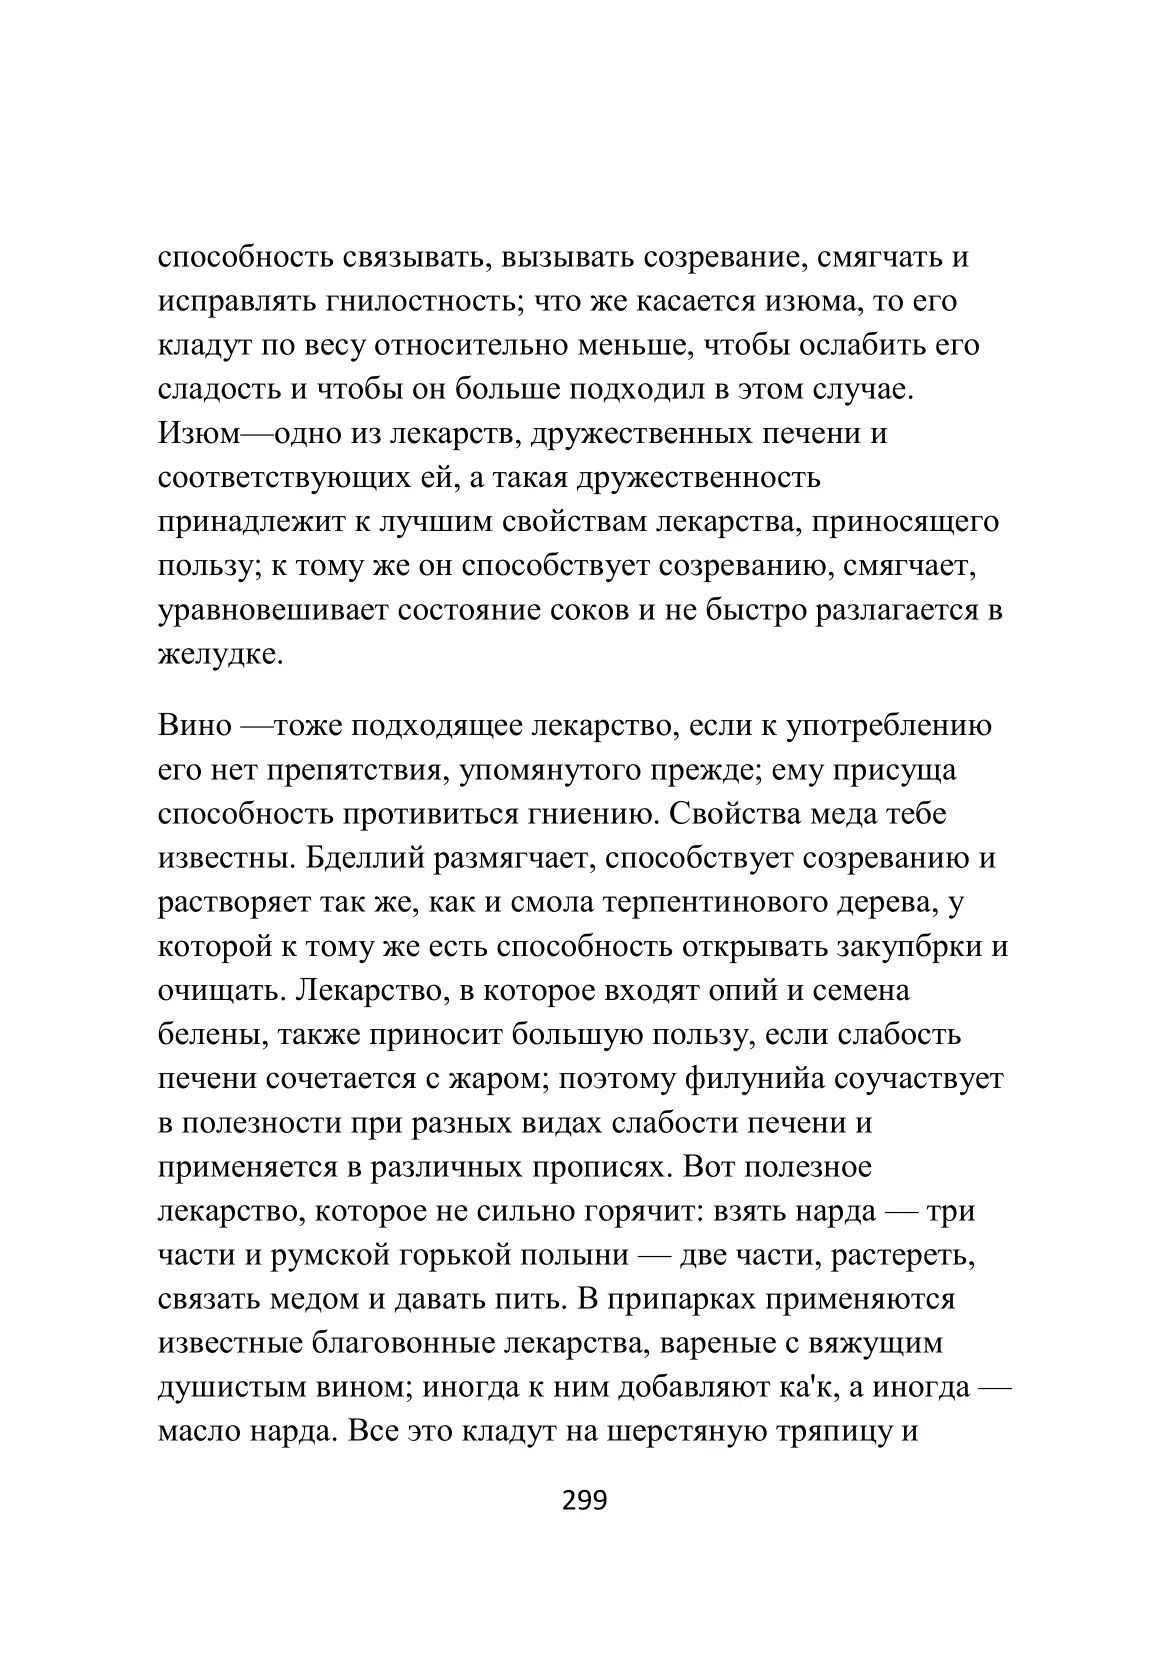 способность связывать, вызывать созревание, смягчать и
исправлять гнилостность; что же касается изюма, то его
кладут по весу относительно меньше, чтобы ослабить его
сладость и чтобы он больше подходил в этом случае.
Изюм—одно из лекарств, дружественных печени и
соответствующих ей, а такая дружественность
принадлежит к лучшим свойствам лекарства, приносящего
пользу; к тому же он способствует созреванию, смягчает,
уравновешивает состояние соков и не быстро разлагается в
желудке.
Вино —тоже подходящее лекарство, если к употреблению
его нет препятствия, упомянутого прежде; ему присуща
способность противиться гниению. Свойства меда тебе
известны. Бделлий размягчает, способствует созреванию и
растворяет так же, как и смола терпентинового дерева, у
которой к тому же есть способность открывать закупбрки и
очищать. Лекарство, в которое входят опий и семена
белены, также приносит большую пользу, если слабость
печени сочетается с жаром; поэтому филунийа соучаствует
в полезности при разных видах слабости печени и
применяется в различных прописях. Вот полезное
лекарство, которое не сильно горячит: взять нарда — три
части и румской горькой полыни — две части, растереть,
связать медом и давать пить. В припарках применяются
известные благовонные лекарства, вареные с вяжущим
душистым вином; иногда к ним добавляют ка'к, а иногда —
масло нарда. Все это кладут на шерстяную тряпицу и
299